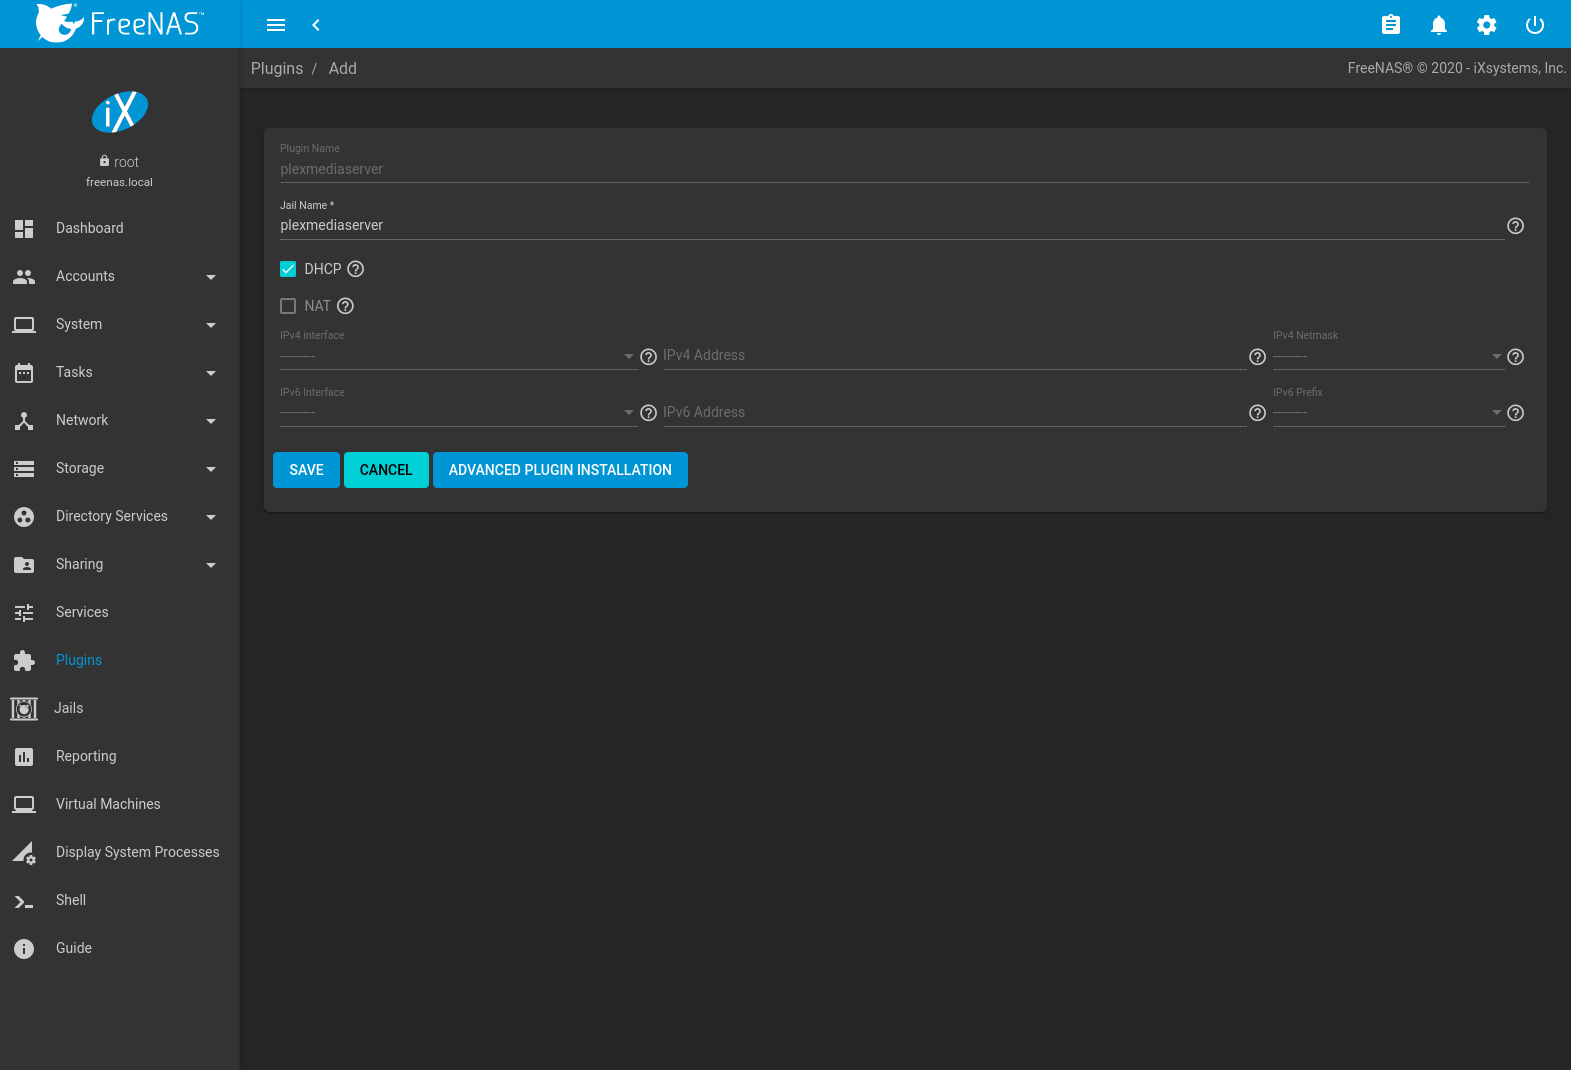 FreeNAS™
Plugins / Add
FreeNAS® © 2020 - iXsystems, Inc.
iX
root
freenas.local
Dashboard
Accounts
System
Tasks
Network
Storage
Directory Services
Sharing
Services
Plugins
Jails
Reporting
Virtual Machines
Display System Processes
Shell
Guide
Plugin Name
plexmediaserver
Jail Name *
plexmediaserver
DHCP
NAT
IPv4 interface
---------
IPv4 Address
IPv4 Netmask
---------
IPv6 Interface
---------
IPv6 Address
IPv6 Prefix
---------
SAVE CANCEL ADVANCED PLUGIN INSTALLATION